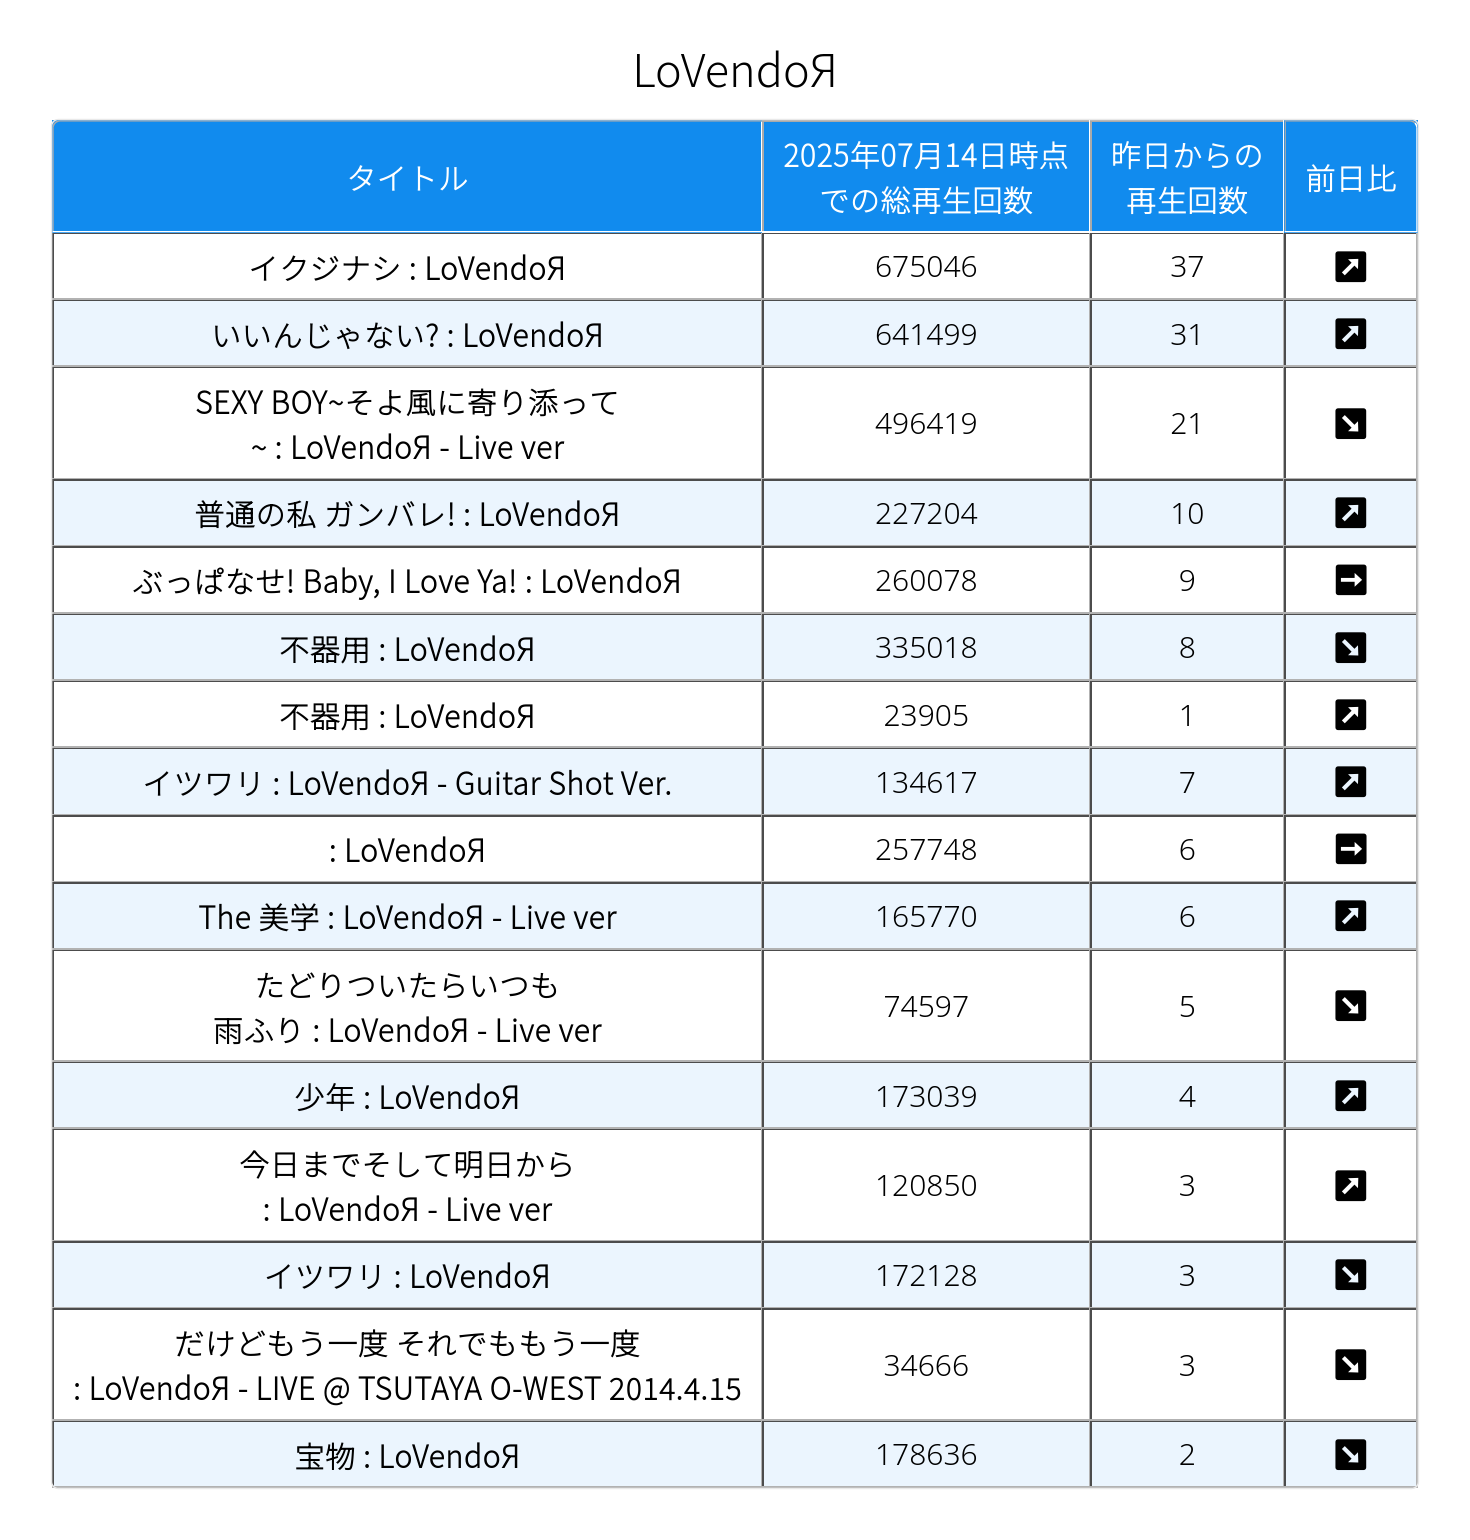 LoVendoЯ
タイトル
2025年07月14日時点
での総再生回数
昨日からの
再生回数
前日比
イクジナシ : LoVendoЯ 675046 37 ↗
いいんじゃない? : LoVendoЯ 641499 31 ↗
SEXY BOY~そよ風に寄り添って
~ : LoVendoЯ - Live ver 496419 21 ↘
普通の私 ガンバレ! : LoVendoЯ 227204 10 ↗
ぶっぱなせ! Baby, I Love Ya! : LoVendoЯ 260078 9 →
不器用 : LoVendoЯ 335018 8 ↘
不器用 : LoVendoЯ 23905 1 ↗
イツワリ : LoVendoЯ - Guitar Shot Ver. 134617 7 ↗
: LoVendoЯ 257748 6 →
The 美学 : LoVendoЯ - Live ver 165770 6 ↗
たどりついたらいつも
雨ふり : LoVendoЯ - Live ver 74597 5 ↘
少年 : LoVendoЯ 173039 4 ↗
今日までそして明日から
: LoVendoЯ - Live ver 120850 3 ↗
イツワリ : LoVendoЯ 172128 3 ↘
だけどもう一度 それでももう一度
: LoVendoЯ - LIVE @ TSUTAYA O-WEST 2014.4.15 34666 3 ↘
宝物 : LoVendoЯ 178636 2 ↘